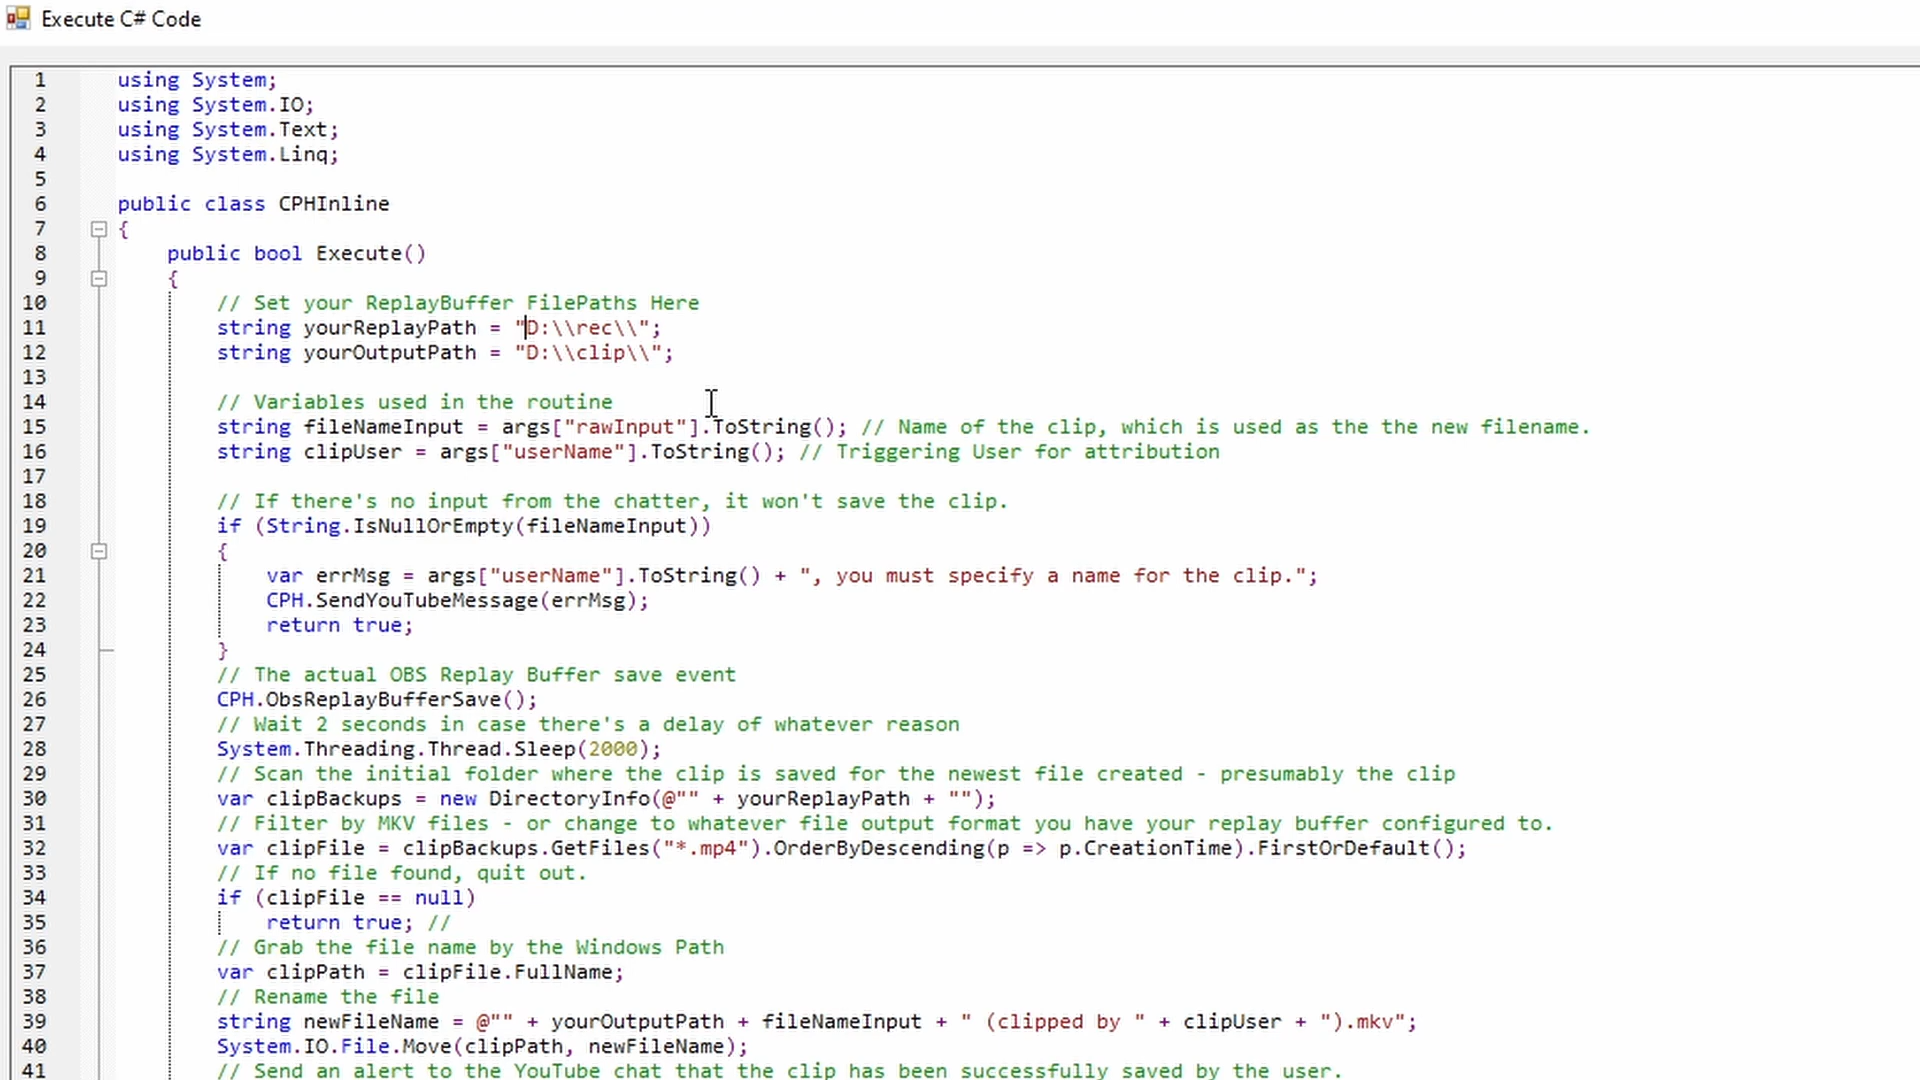 Execute C# Code
1 using System;
2 using System.IO;
3 using System.Text;
4 using System.Linq;
5
6 public class CPHInline
7 {
8 public bool Execute()
9 {
10 // Set your ReplayBuffer FilePaths Here
11 string yourReplayPath = "D:\\rec\\";
12 string yourOutputPath = "D:\\clip\\";
13
14 // Variables used in the routine
15 string fileNameInput = args["rawInput"].ToString(); // Name of the clip, which is used as the the new filename.
16 string clipUser = args["userName"].ToString(); // Triggering User for attribution
17
18 // If there's no input from the chatter, it won't save the clip.
19 if (String.IsNullOrEmpty(fileNameInput))
20 {
21 var errMsg = args["userName"].ToString() + ", you must specify a name for the clip.";
22 CPH.SendYouTubeMessage(errMsg);
23 return true;
24 }
25 // The actual OBS Replay Buffer save event
26 CPH.ObsReplayBufferSave();
27 // Wait 2 seconds in case there's a delay of whatever reason
28 System.Threading.Thread.Sleep(2000);
29 // Scan the initial folder where the clip is saved for the newest file created - presumably the clip
30 var clipBackups = new DirectoryInfo(@"" + yourReplayPath + "");
31 // Filter by MKV files - or change to whatever file output format you have your replay buffer configured to.
32 var clipFile = clipBackups.GetFiles("*.mp4").OrderByDescending(p => p.CreationTime).FirstOrDefault();
33 // If no file found, quit out.
34 if (clipFile == null)
35 return true; //
36 // Grab the file name by the Windows Path
37 var clipPath = clipFile.FullName;
38 // Rename the file
39 string newFileName = @"" + yourOutputPath + fileNameInput + " (clipped by " + clipUser + ").mkv";
40 System.IO.File.Move(clipPath, newFileName);
41 // Send an alert to the YouTube chat that the clip has been successfully saved by the user.